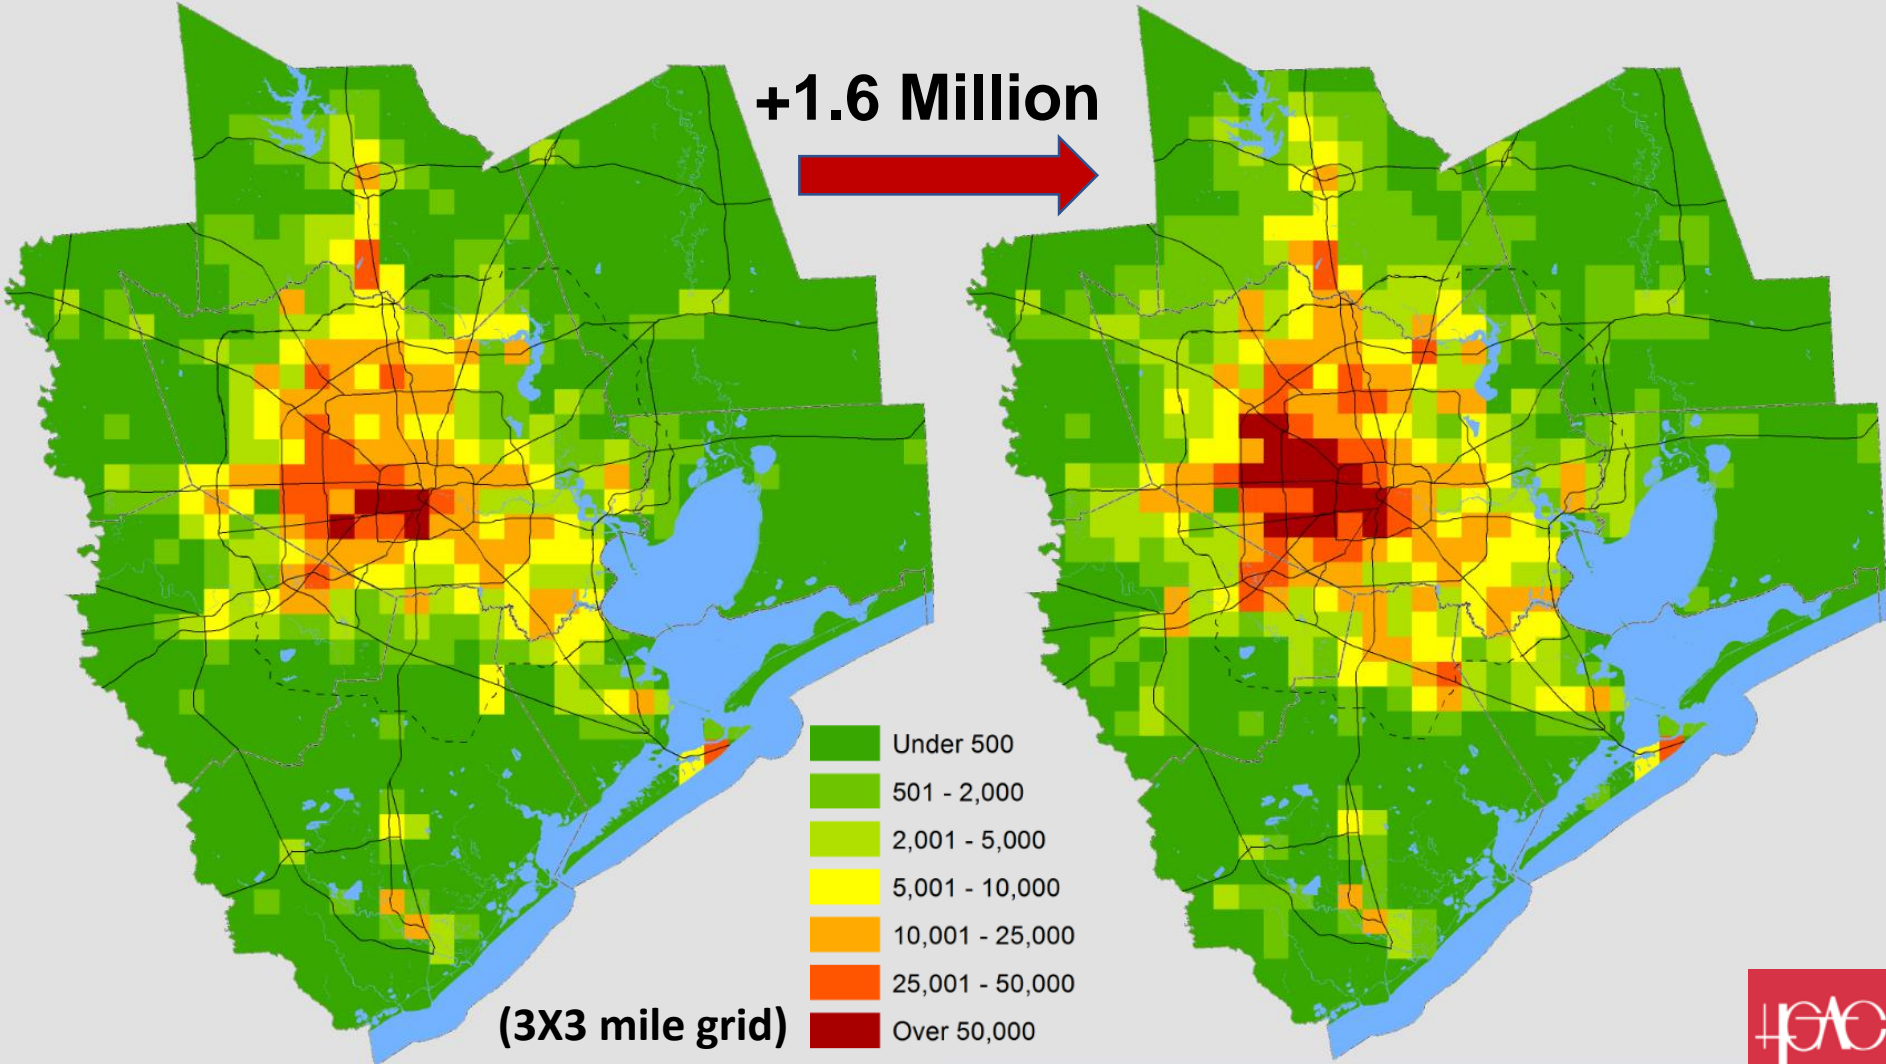 +1.6 Million
Under 500
501 - 2,000
2,001 - 5,000
5,001 - 10,000
10,001 - 25,000
25,001 - 50,000
Over 50,000
(3X3 mile grid)
HGAC